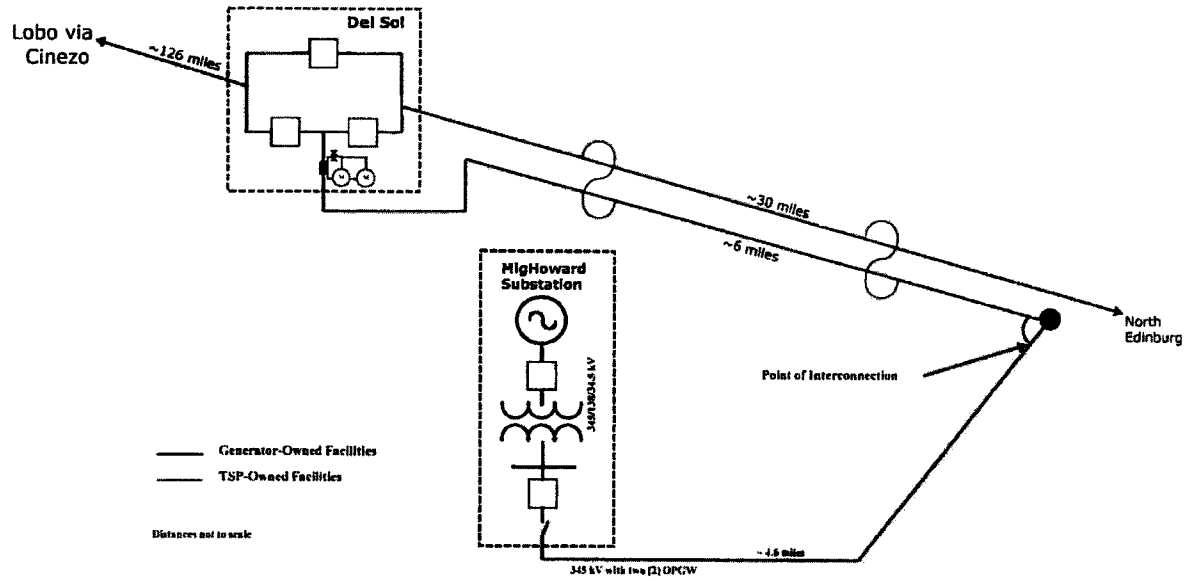 Del Sol
Lobo via
Cinezo
~126 miles
~30 miles
~6 miles
North
Edinburg
MigHoward
Substation
345/138/34.5 kV
Point of Interconnection
Generator-Owned Facilities
TSP-Owned Facilities
Distances not to scale
~ 4.6 miles
345 kV with two [2] OPGW